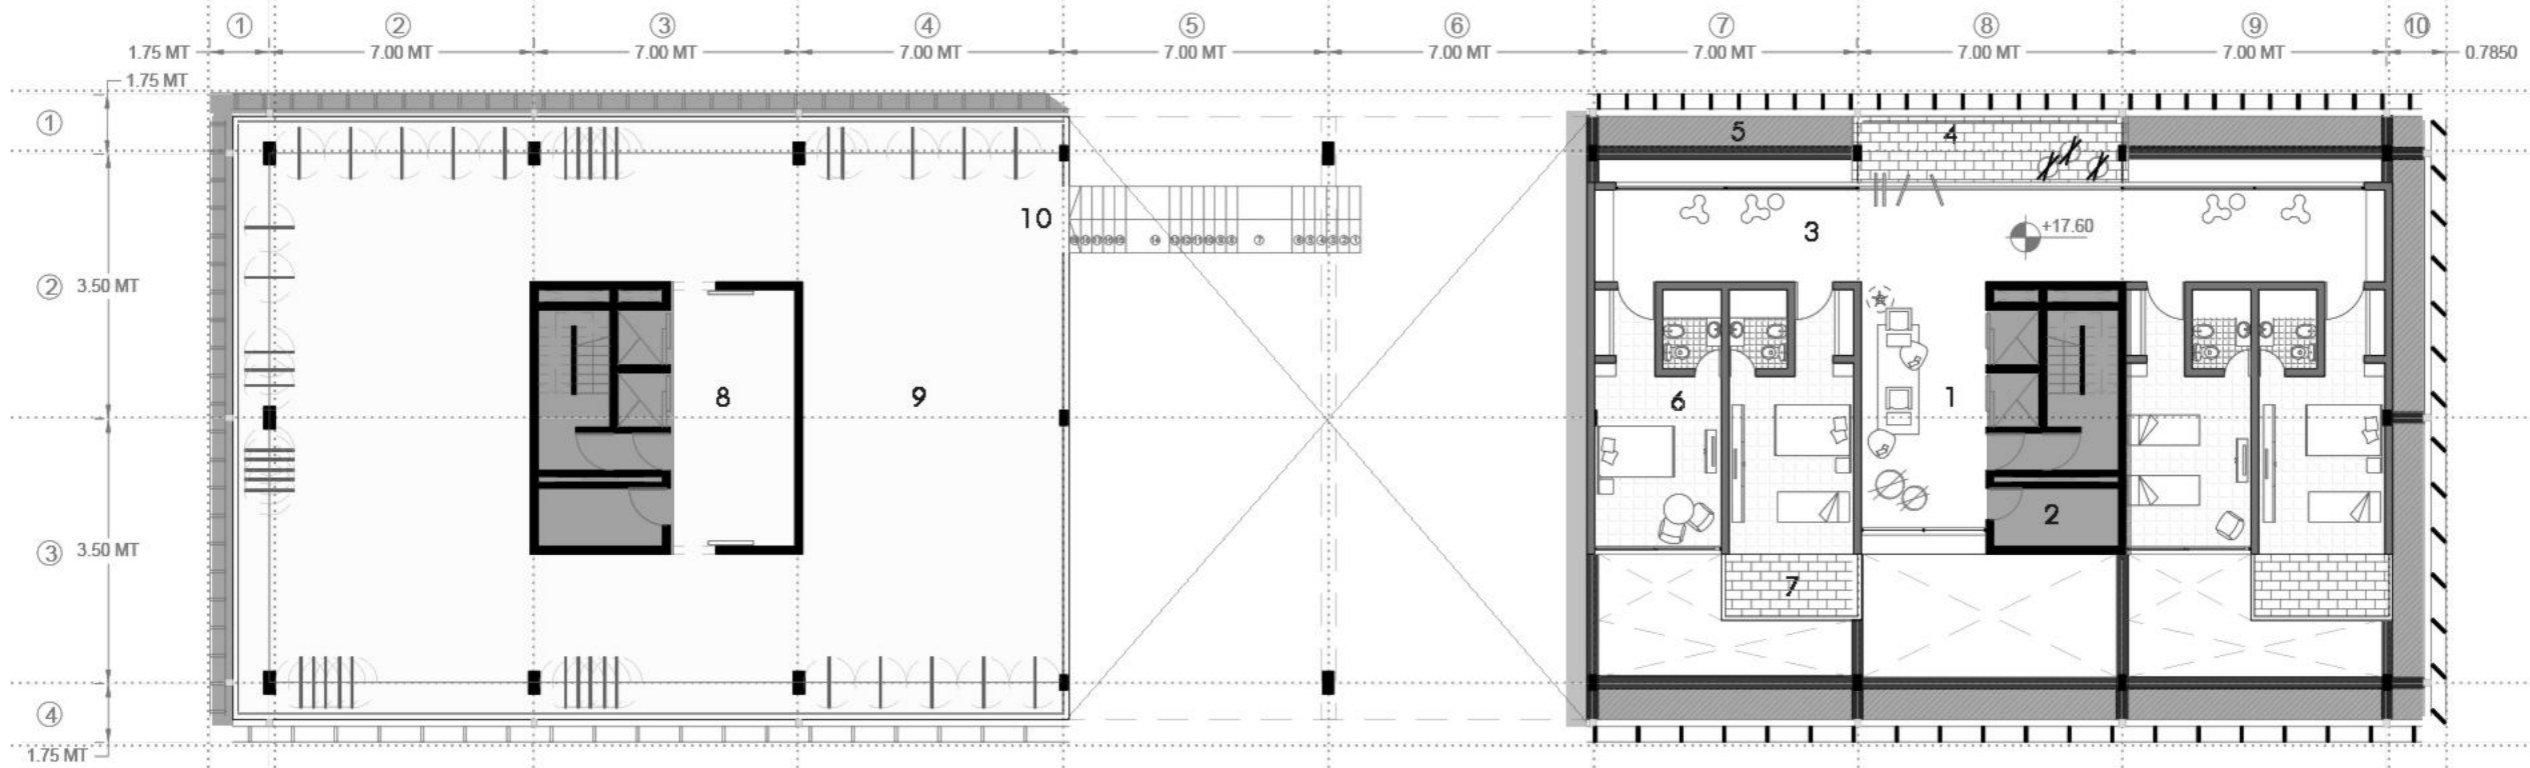 ① ② ③ ④ ⑤ ⑥ ⑦ ⑧ ⑨ ⑩
1.75 MT 7.00 MT 7.00 MT 7.00 MT 7.00 MT 7.00 MT 7.00 MT 7.00 MT 7.00 MT 0.7850
1.75 MT
①
5 4
10
3 +17.60
② 3.50 MT
8 9 6 1
2
③ 3.50 MT
7
④
1.75 MT